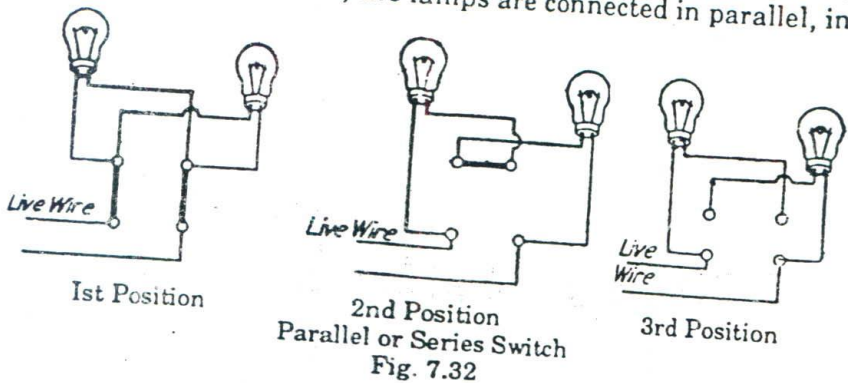 lamps are connected in parallel, in
Live Wire
Live Wire
Live
Wire
Ist Position
2nd Position
3rd Position
Parallel or Series Switch
Fig. 7.32